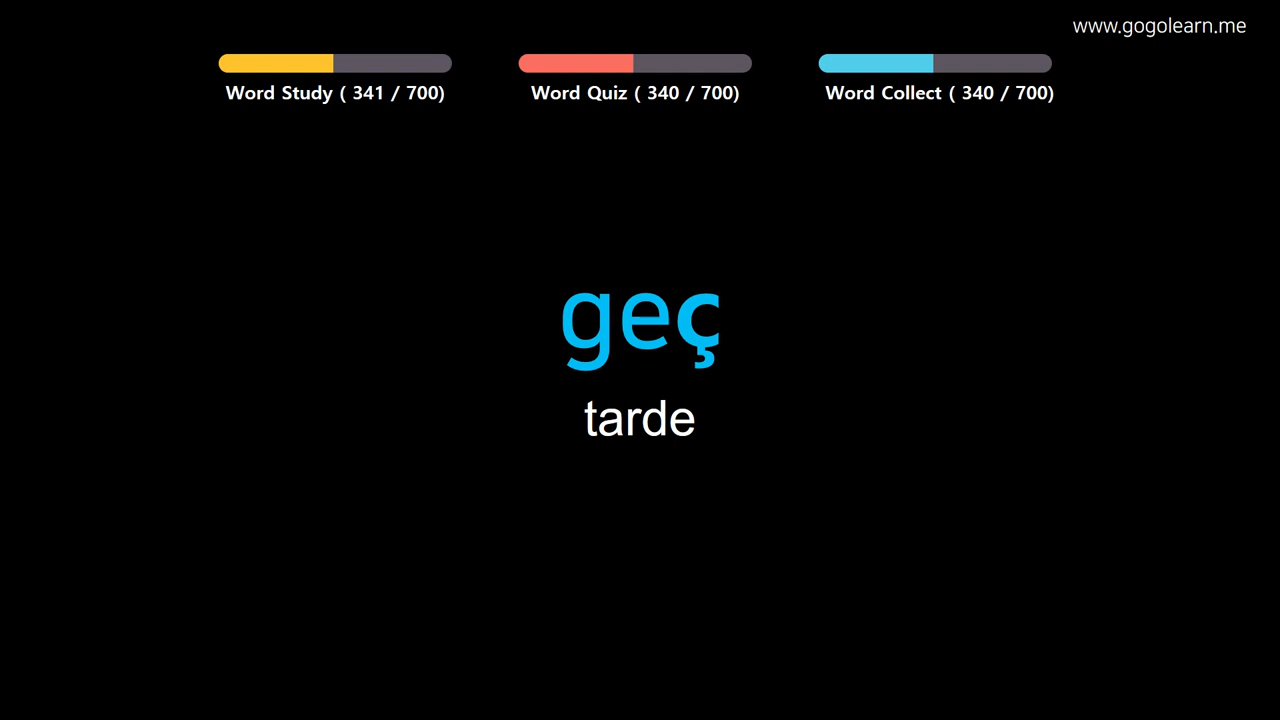 www.gogolearn.me
Word Study ( 341 / 700)
Word Quiz ( 340 / 700)
Word Collect ( 340 / 700)
geç
tarde